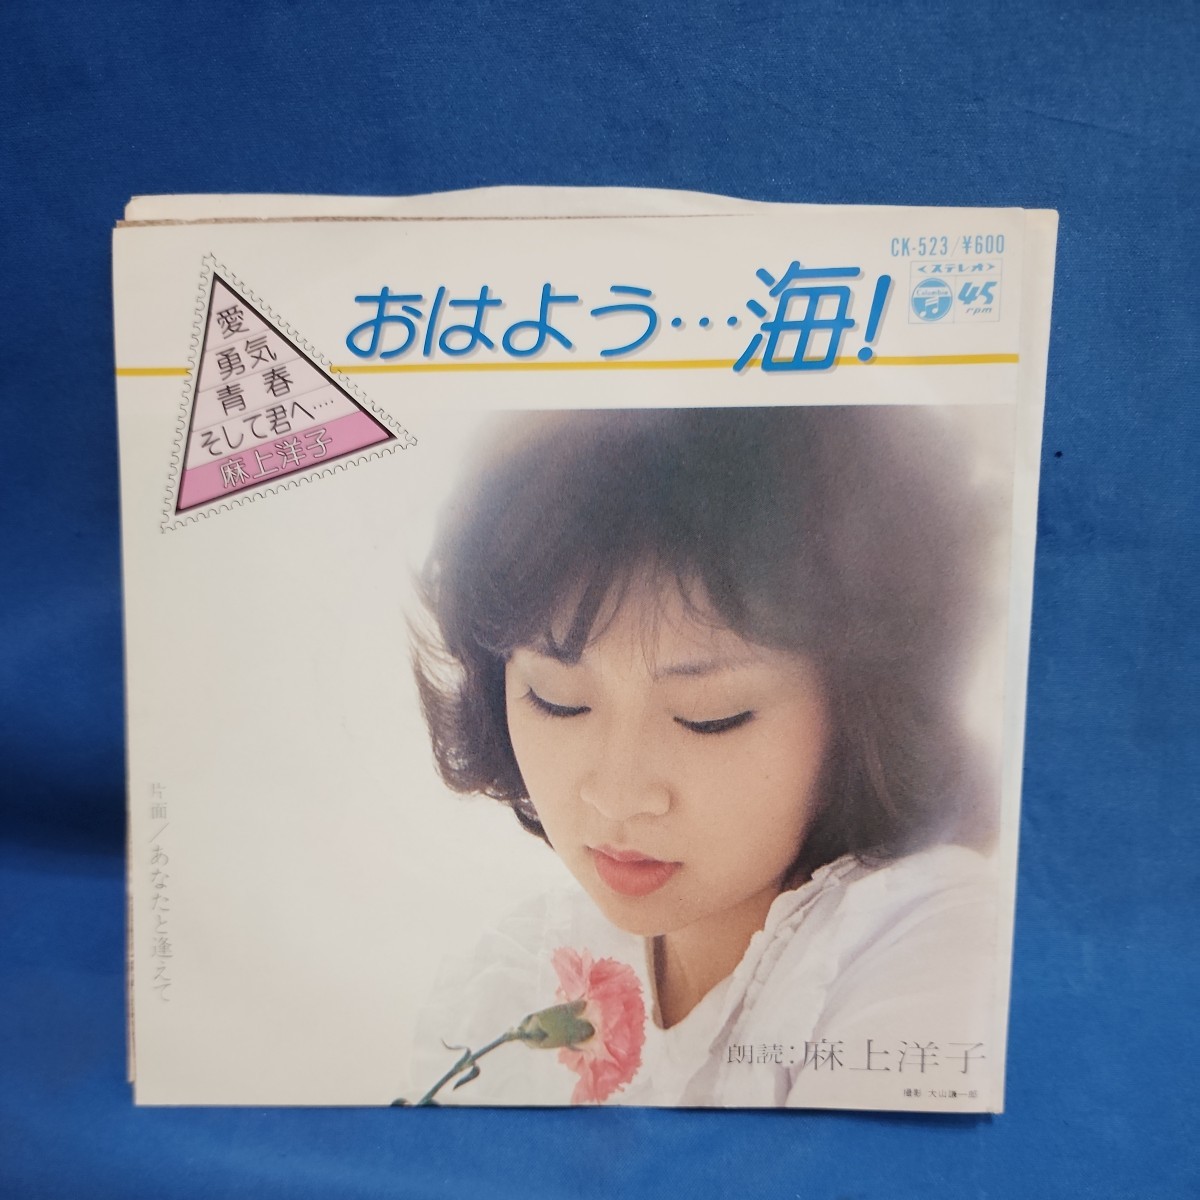 CK-523/¥600
<ステレオ>
Columbia
45
rpm
おはよう…海!
愛
勇気
青春
そして君へ‥‥
麻上洋子
片面/あなたと逢えて
朗読:麻上洋子
撮影 大山謙一郎